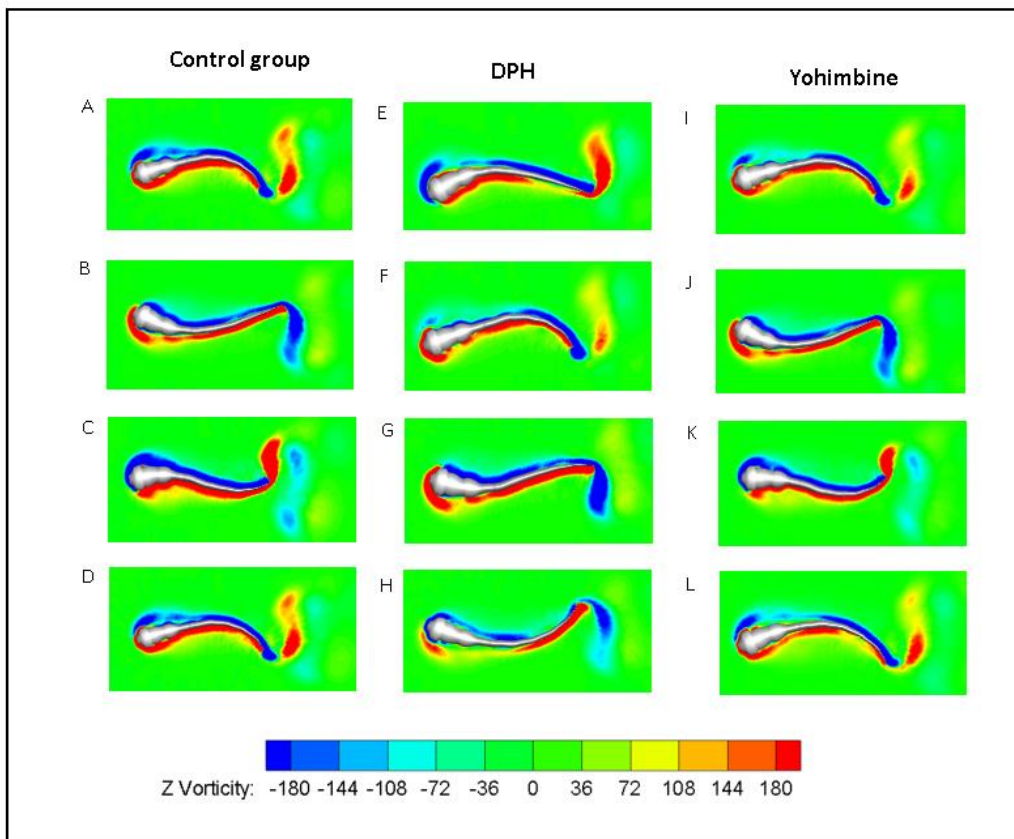 Control group
DPH
Yohimbine
A
E
I
B
F
J
C
G
K
D
H
L
Z Vorticity: -180 -144 -108 -72 -36 0 36 72 108 144 180